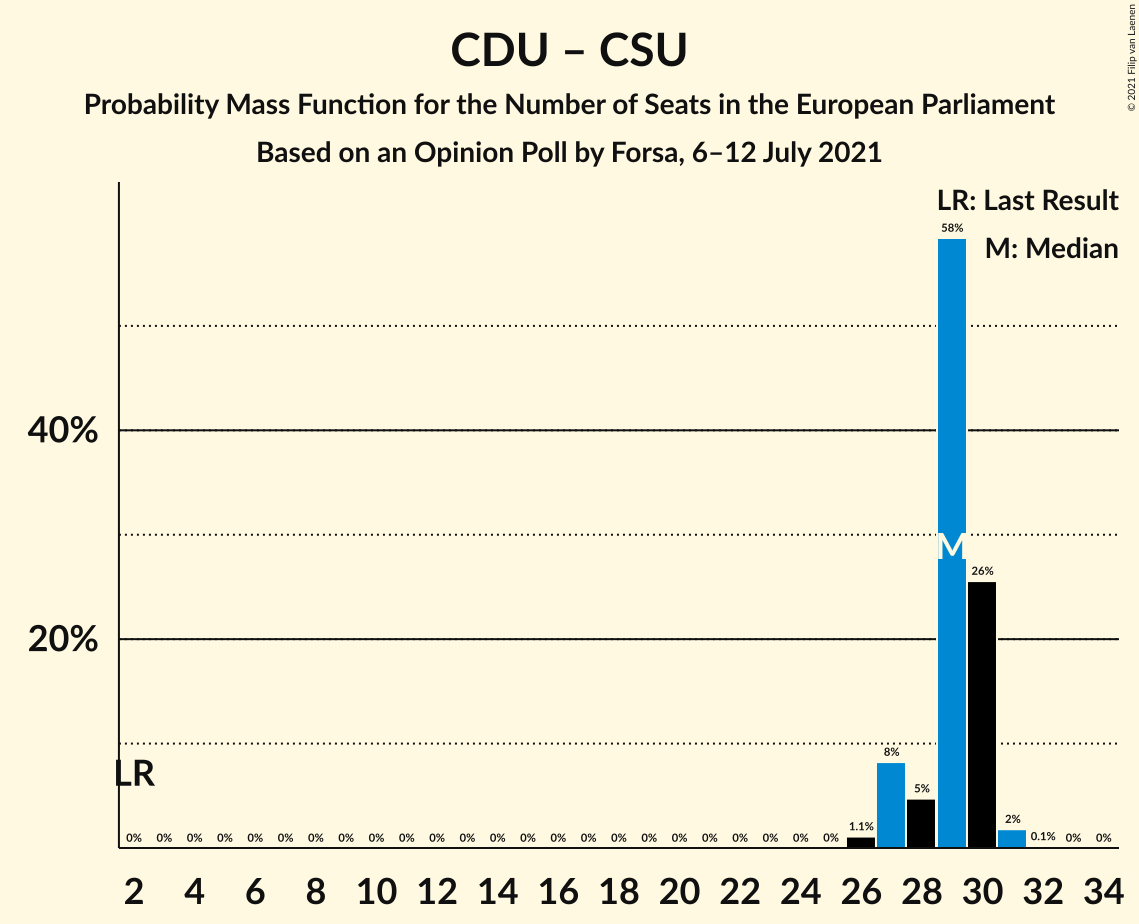 CDU – CSU
Probability Mass Function for the Number of Seats in the European Parliament
Based on an Opinion Poll by Forsa, 6–12 July 2021
© 2021 Filip van Laenen
LR: Last Result
M: Median
58%
40%
M
26%
20%
LR
0% 0% 0% 0% 0% 0% 0% 0% 0% 0% 0% 0% 0% 0% 0% 0% 0% 0% 0% 0% 0% 0% 0% 0% 1.1% 8% 5% 2% 0.1% 0% 0%
2 4 6 8 10 12 14 16 18 20 22 24 26 28 30 32 34